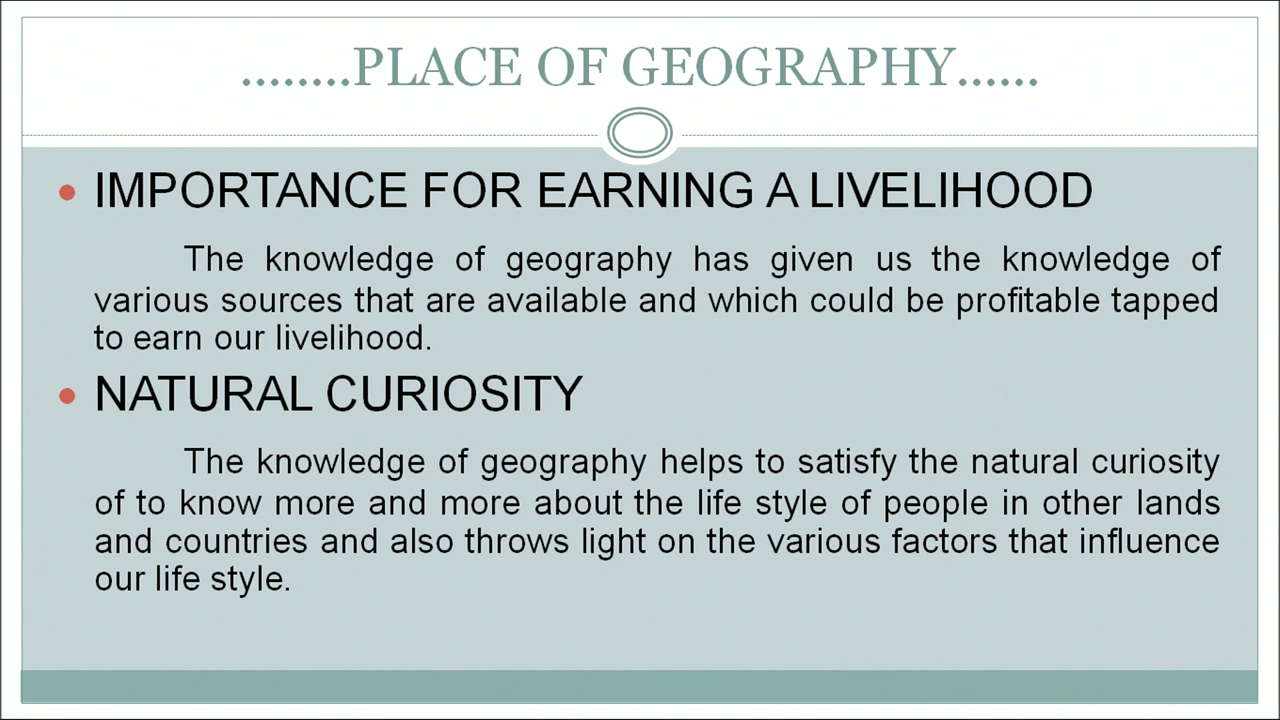 ........PLACE OF GEOGRAPHY......
IMPORTANCE FOR EARNING A LIVELIHOOD
The knowledge of geography has given us the knowledge of
various sources that are available and which could be profitable tapped
to earn our livelihood.
NATURAL CURIOSITY
The knowledge of geography helps to satisfy the natural curiosity
of to know more and more about the life style of people in other lands
and countries and also throws light on the various factors that influence
our life style.